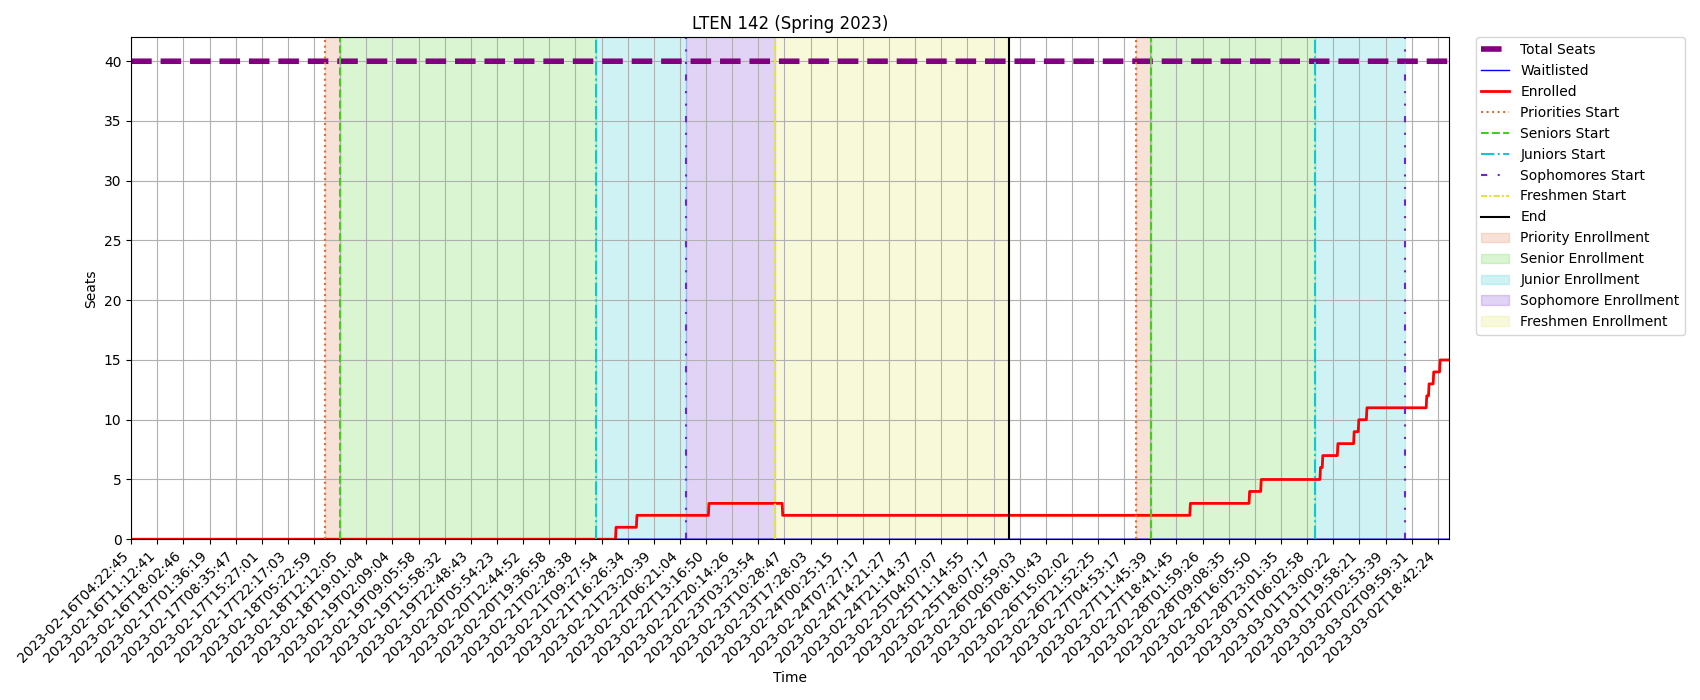 LTEN 142 (Spring 2023)
Seats
40
35
30
25
20
15
10
5
0
2023-02-16T04:22:45
2023-02-16T11:12:41
2023-02-16T18:02:46
2023-02-17T01:36:19
2023-02-17T08:35:47
2023-02-17T15:27:01
2023-02-17T22:17:03
2023-02-18T05:22:59
2023-02-18T12:12:05
2023-02-18T19:01:04
2023-02-19T02:09:04
2023-02-19T09:05:58
2023-02-19T15:58:32
2023-02-19T22:48:43
2023-02-20T05:54:23
2023-02-20T12:44:52
2023-02-20T19:36:58
2023-02-21T02:28:38
2023-02-21T09:27:54
2023-02-21T16:26:34
2023-02-21T23:20:39
2023-02-22T06:21:04
2023-02-22T13:16:50
2023-02-22T20:14:26
2023-02-23T03:23:54
2023-02-23T10:28:47
2023-02-23T17:28:03
2023-02-24T00:25:15
2023-02-24T07:27:17
2023-02-24T14:21:27
2023-02-24T21:14:37
2023-02-25T04:07:07
2023-02-25T11:14:55
2023-02-25T18:07:17
2023-02-26T00:59:03
2023-02-26T08:10:43
2023-02-26T15:02:02
2023-02-26T21:52:25
2023-02-27T04:53:17
2023-02-27T11:45:39
2023-02-27T18:41:45
2023-02-28T01:59:26
2023-02-28T09:08:35
2023-02-28T16:05:50
2023-02-28T23:01:35
2023-03-01T06:02:58
2023-03-01T13:00:22
2023-03-01T19:58:21
2023-03-02T02:53:39
2023-03-02T09:59:31
2023-03-02T18:42:24
Time
Total Seats
Waitlisted
Enrolled
Priorities Start
Seniors Start
Juniors Start
Sophomores Start
Freshmen Start
End
Priority Enrollment
Senior Enrollment
Junior Enrollment
Sophomore Enrollment
Freshmen Enrollment